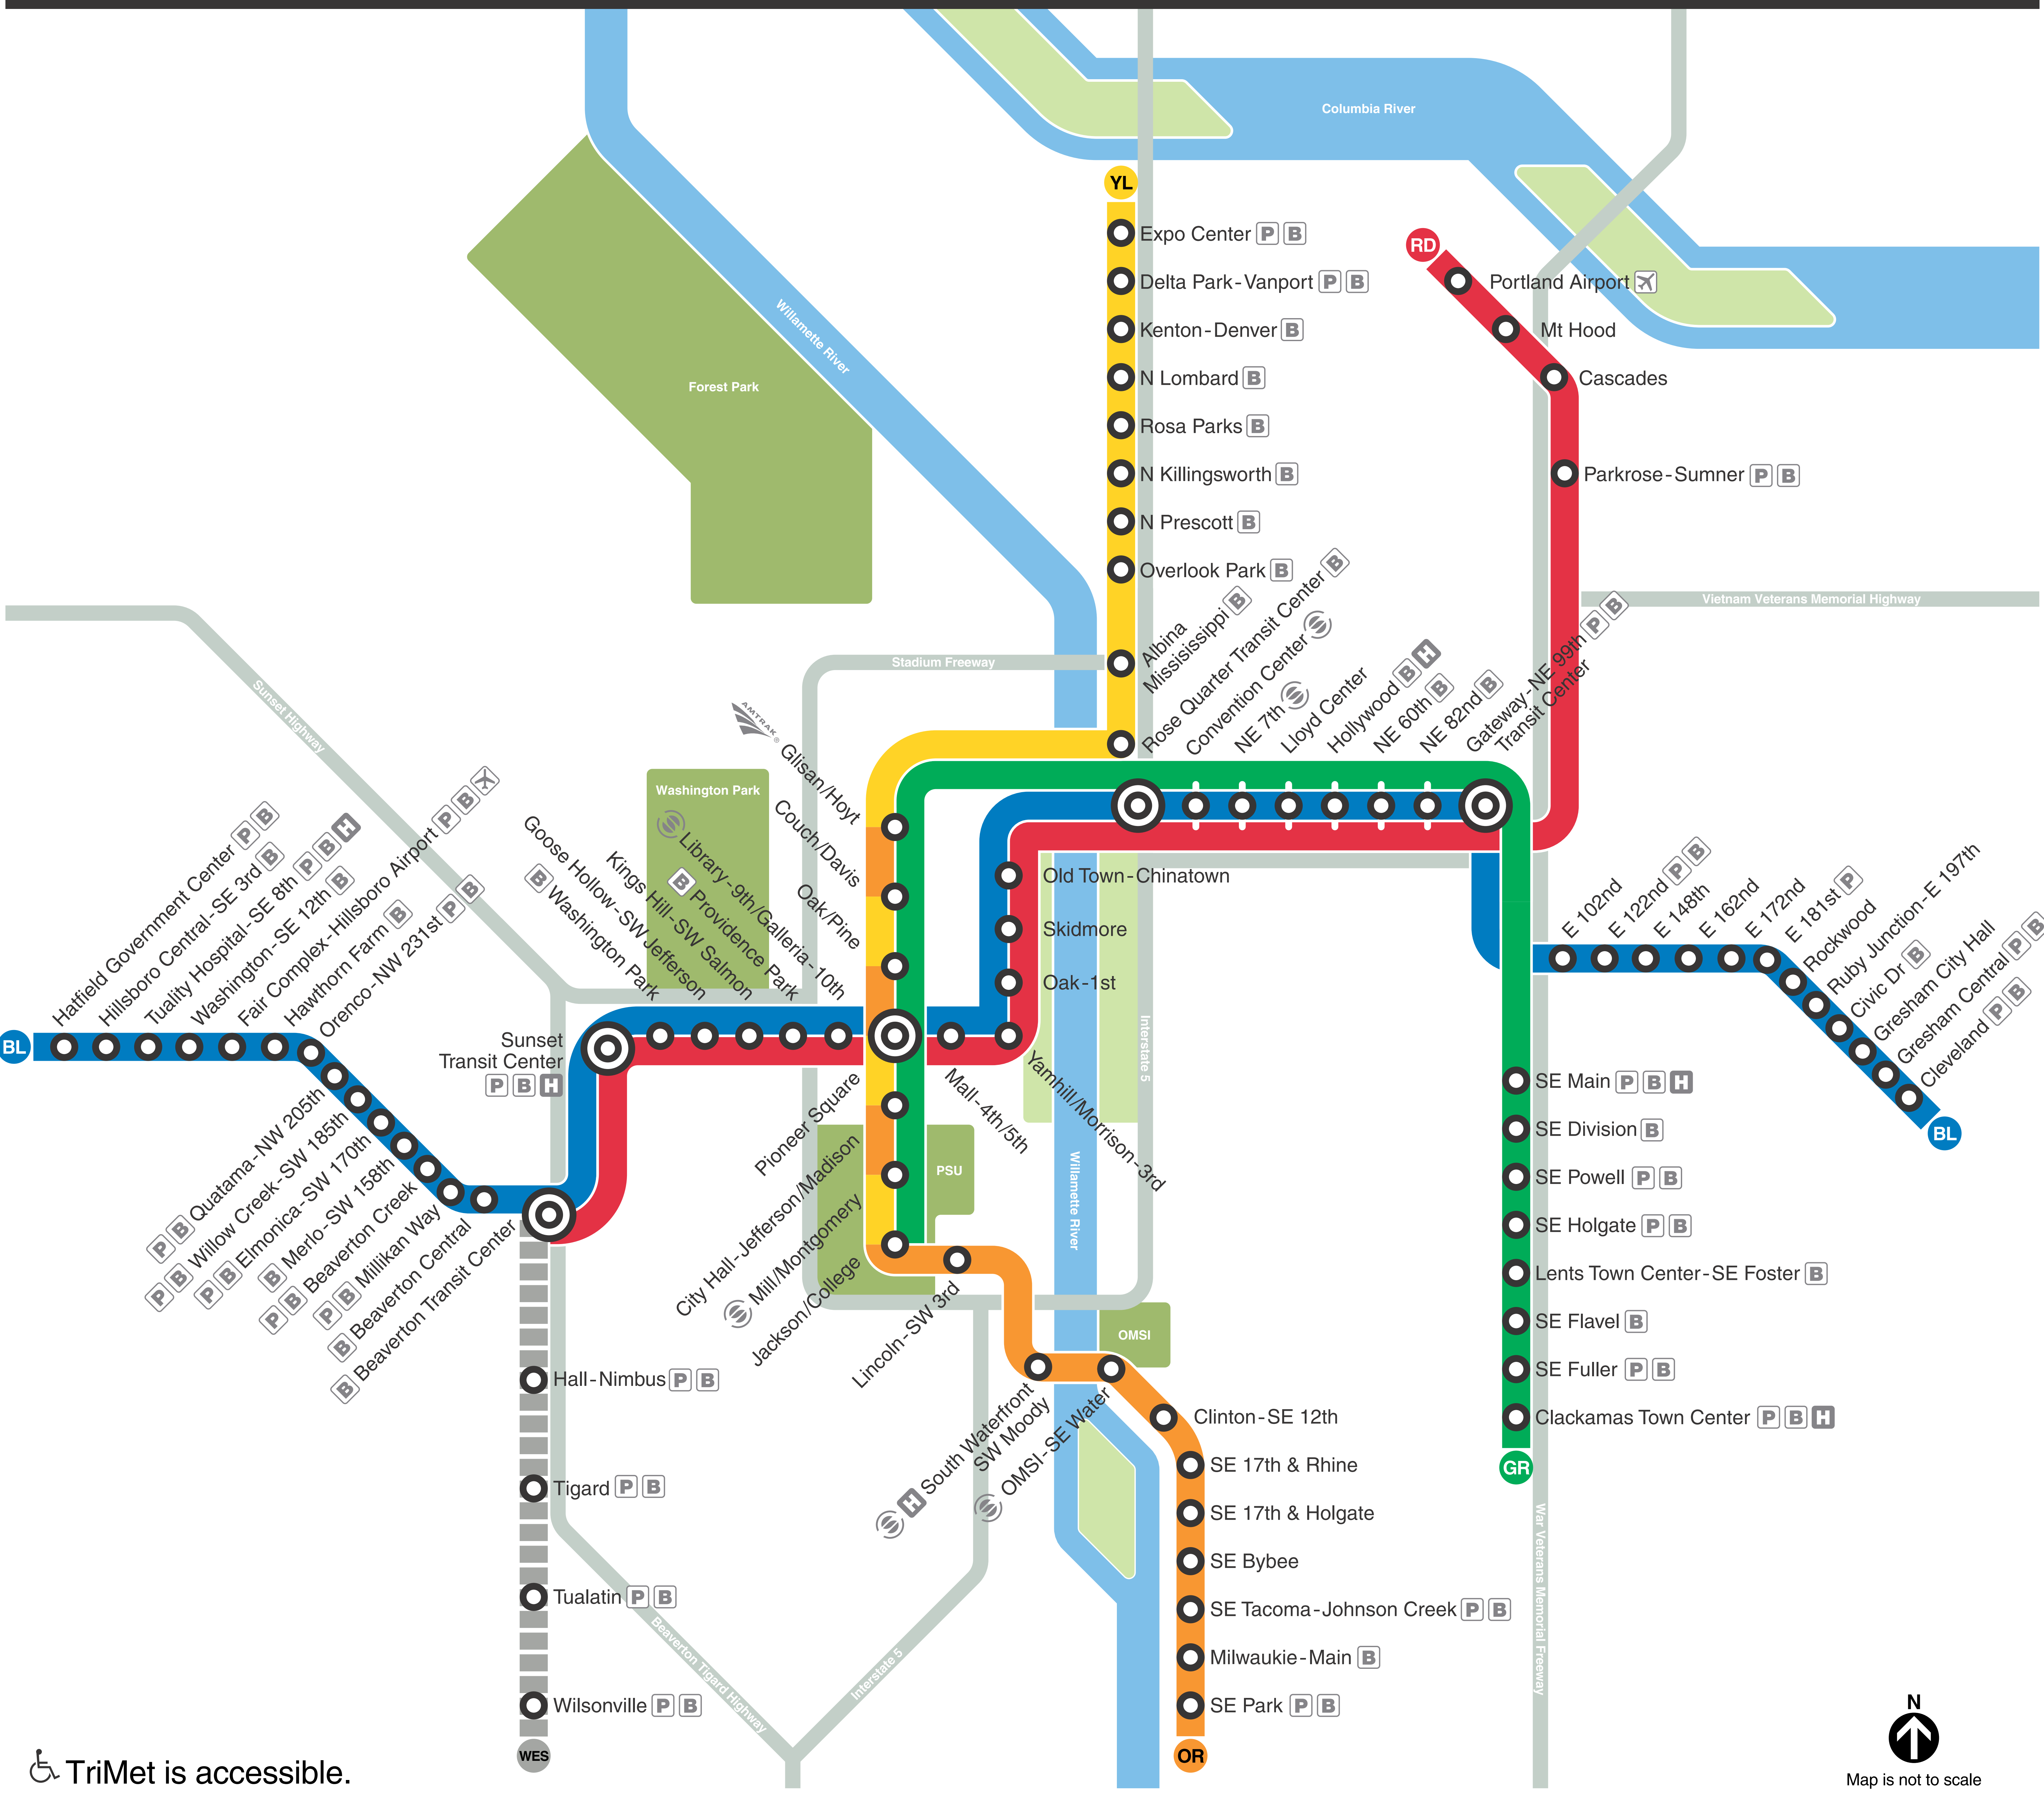 Columbia River
YL
Expo Center P B
RD
Delta Park-Vanport P B
Portland Airport
Kenton-Denver B
Mt Hood
Willamette River
N Lombard B
Cascades
Forest Park
Rosa Parks B
N Killingsworth B
Parkrose-Sumner P B
N Prescott B
Overlook Park B
Vietnam Veterans Memorial Highway
Stadium Freeway
Sunset Highway
Albina
Misisissippi B
Rose Quarter Transit Center B
Convention Center
NE 7th
Lloyd Center
Hollywood B H
NE 60th B
NE 82nd B
Gateway-NE 99th P B
Transit Center
AMTRAK
Glisan/Hoyt
Couch/Davis
Oak/Pine
Washington Park
Library-9th/Galleria-10th
B Providence Park
Kings Hill-SW Salmon
Goose Hollow-SW Jefferson
B Washington Park
Hatfield Government Center P B
Hillsboro Central-SE 3rd B
Tuality Hospital-SE 8th P B H
Washington-SE 12th B
Fair Complex-Hillsboro Airport P B
Hawthorn Farm B
Orenco-NW 231st P B
Old Town-Chinatown
Skidmore
Oak-1st
E 102nd
E 122nd P B
E 148th
E 162nd
E 172nd
E 181st P
Rockwood
Ruby Junction-E 197th
Civic Dr B
Gresham City Hall
Gresham Central P B
Cleveland P B
BL
BL
Sunset
Transit Center
P B H
Interstate 5
Pioneer Square
Mall-4th/5th
Yamhill/Morrison-3rd
P B Quatama-NW 205th
P B Willow Creek-SW 185th
P B Elmonica-SW 170th
B Merlo-SW 158th
P B Beaverton Creek
P B Millikan Way
B Beaverton Central
B Beaverton Transit Center
City Hall-Jefferson/Madison
Mill/Montgomery
Jackson/College
PSU
Willamette River
Lincoln-SW 3rd
SE Main P B H
SE Division B
SE Powell P B
SE Holgate P B
Lents Town Center-SE Foster B
SE Flavel B
SE Fuller P B
Clackamas Town Center P B H
GR
OMSI
Hall-Nimbus P B
H South Waterfront
SW Moody
OMSI-SE Water
Clinton-SE 12th
SE 17th & Rhine
SE 17th & Holgate
SE Bybee
SE Tacoma-Johnson Creek P B
Milwaukie-Main B
SE Park P B
OR
Tigard P B
Tualatin P B
Wilsonville P B
WES
Beaverton Tigard Highway
Interstate 5
War Veterans Memorial Freeway
TriMet is accessible.
N
Map is not to scale